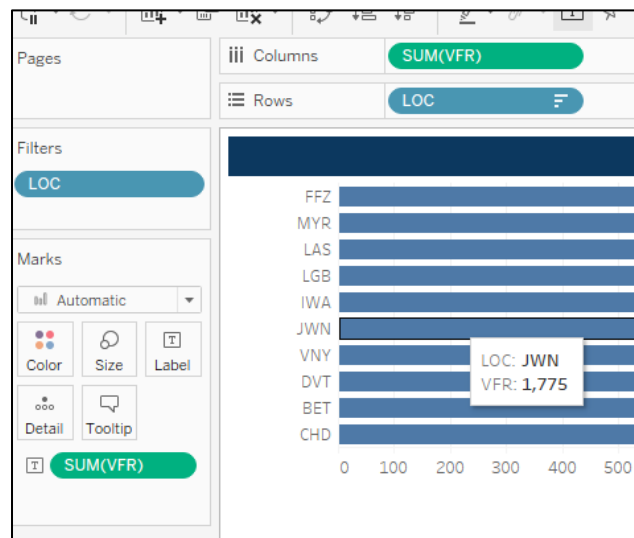 Pages
Columns SUM(VFR)
Rows LOC
Filters
LOC
Marks
Automatic
Color Size Label
Detail Tooltip
SUM(VFR)
FFZ
MYR
LAS
LGB
IWA
JWN
VNY
DVT
BET
CHD
LOC: JWN
VFR: 1,775
0 100 200 300 400 500